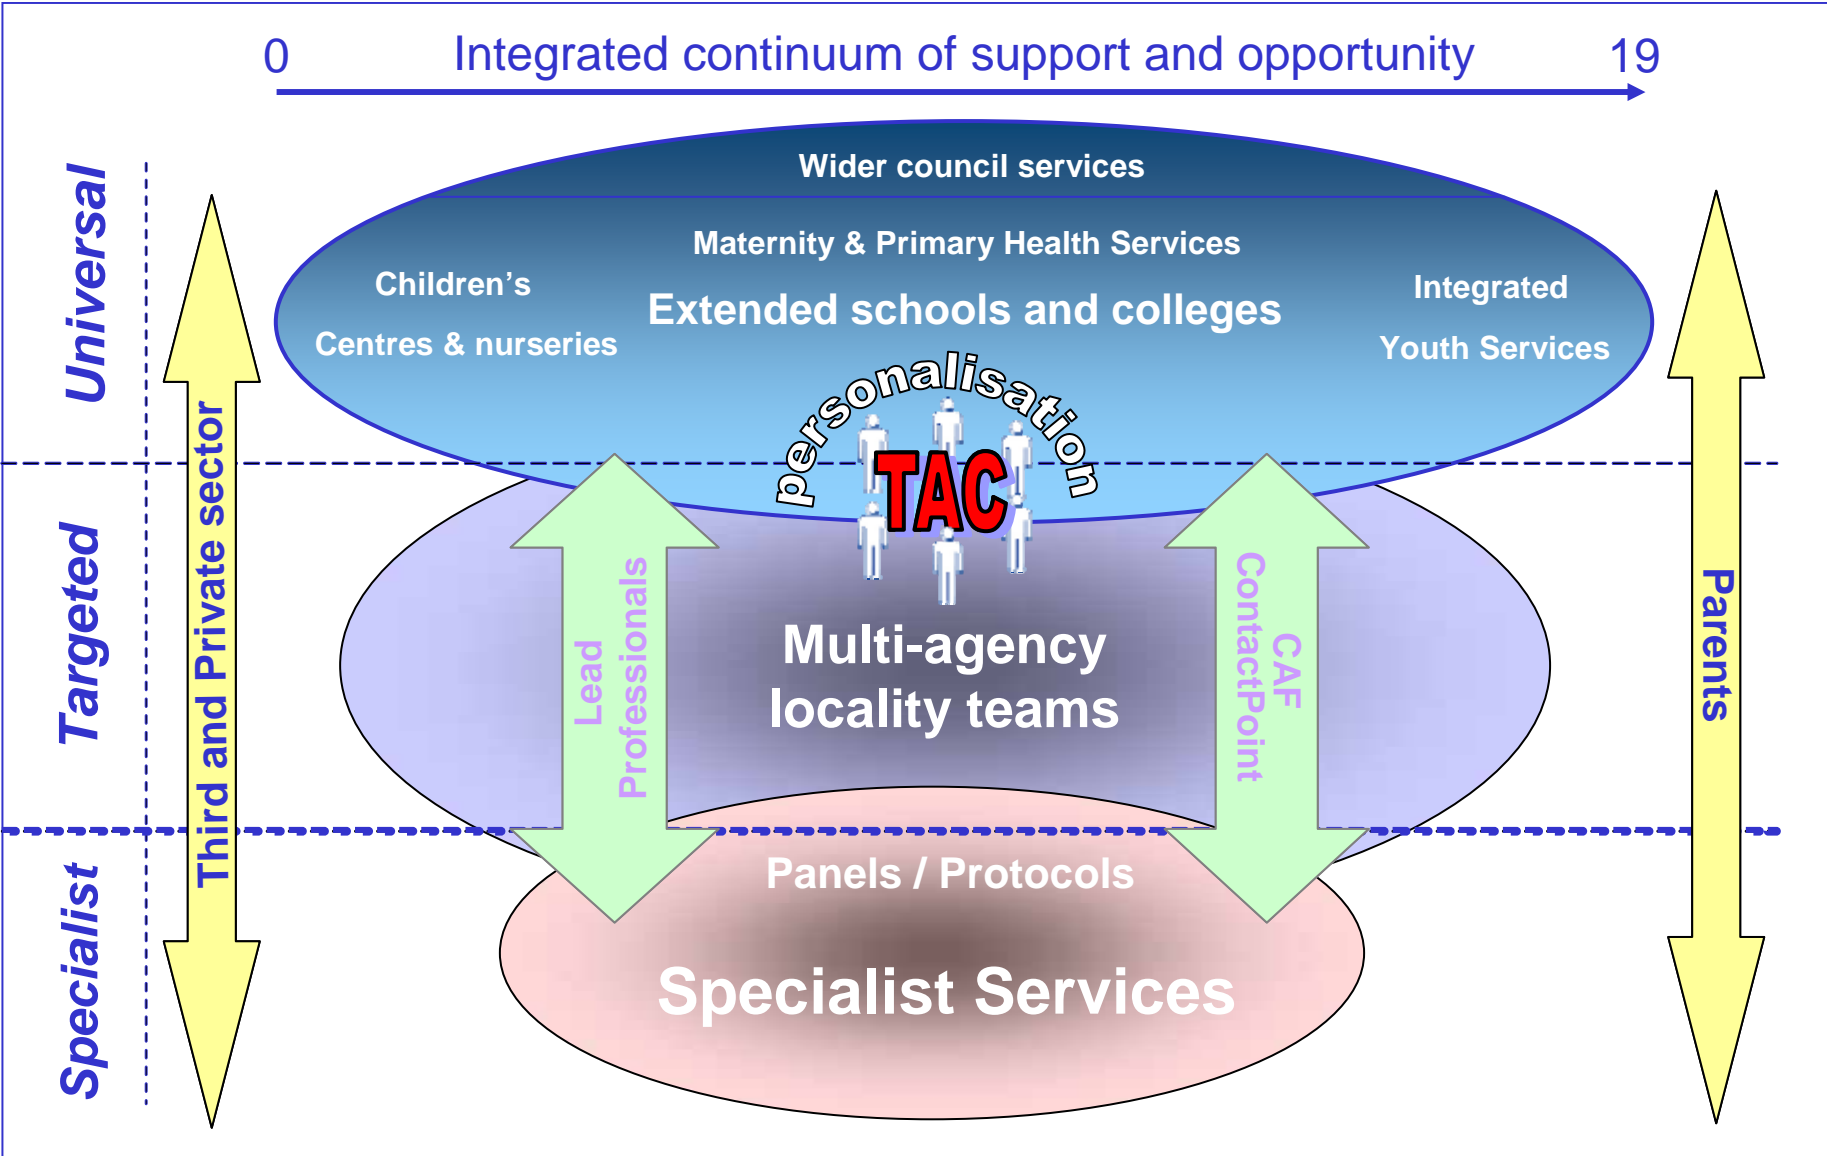 0 Integrated continuum of support and opportunity 19
Universal
Targeted
Specialist
Third and Private sector
Wider council services
Maternity & Primary Health Services
Children’s
Centres & nurseries
Extended schools and colleges
Integrated
Youth Services
personalisation
TAC
Lead
Professionals
Multi-agency
locality teams
CAF
ContactPoint
Panels / Protocols
Specialist Services
Parents